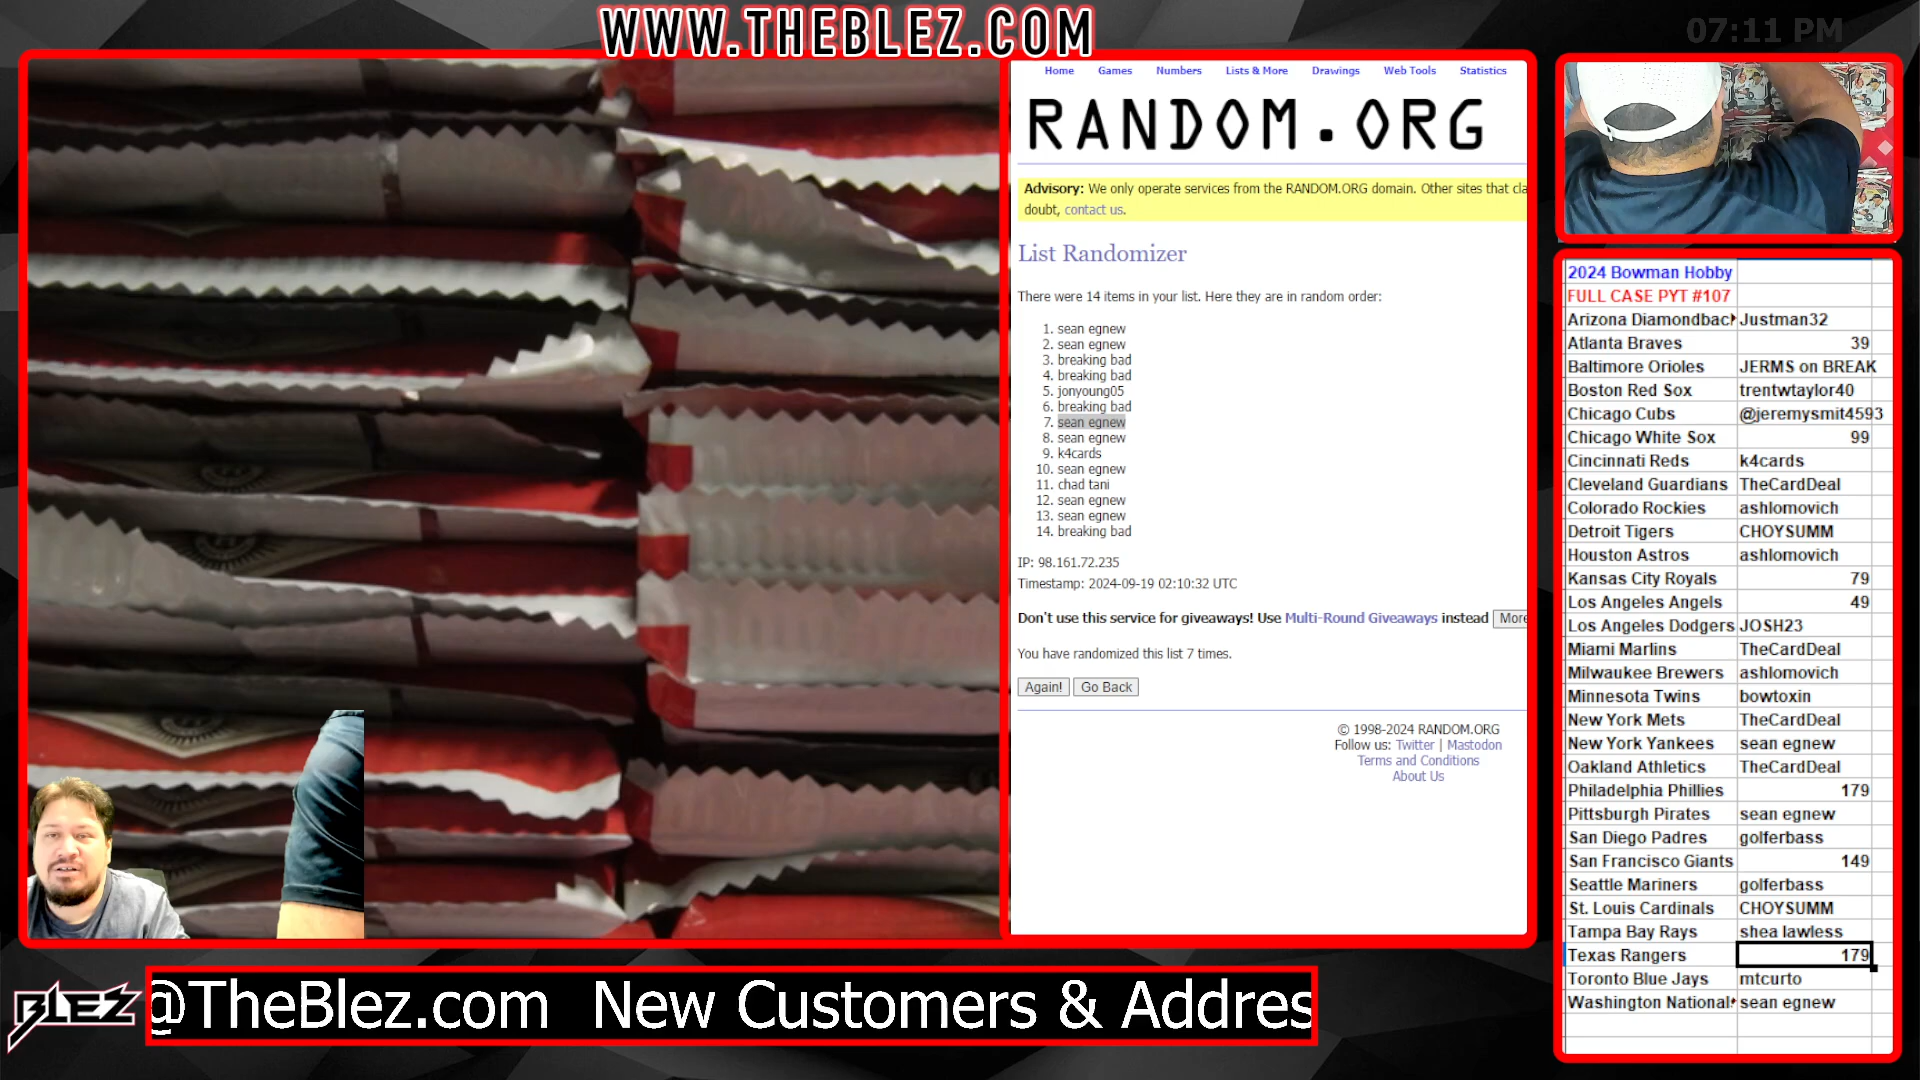 WWW.THEBLEZ.COM
07:11 PM
Home Games Numbers Lists & More Drawings Web Tools Statistics
RANDOM.ORG
Advisory: We only operate services from the RANDOM.ORG domain. Other sites that cla
doubt, contact us.
List Randomizer
There were 14 items in your list. Here they are in random order:
1. sean egnew
2. sean egnew
3. breaking bad
4. breaking bad
5. jonyoung05
6. breaking bad
7. sean egnew
8. sean egnew
9. k4cards
10. sean egnew
11. chad tani
12. sean egnew
13. sean egnew
14. breaking bad
IP: 98.161.72.235
Timestamp: 2024-09-19 02:10:32 UTC
Don't use this service for giveaways! Use Multi-Round Giveaways instead More
You have randomized this list 7 times.
Again! Go Back
© 1998-2024 RANDOM.ORG
Follow us: Twitter | Mastodon
Terms and Conditions
About Us
2024 Bowman Hobby
FULL CASE PYT #107
Arizona Diamondback Justman32
Atlanta Braves 39
Baltimore Orioles JERMS on BREAK
Boston Red Sox trentwtaylor40
Chicago Cubs @jeremysmit4593
Chicago White Sox 99
Cincinnati Reds k4cards
Cleveland Guardians TheCardDeal
Colorado Rockies ashlomovich
Detroit Tigers CHOYSUMM
Houston Astros ashlomovich
Kansas City Royals 79
Los Angeles Angels 49
Los Angeles Dodgers JOSH23
Miami Marlins TheCardDeal
Milwaukee Brewers ashlomovich
Minnesota Twins bowtoxin
New York Mets TheCardDeal
New York Yankees sean egnew
Oakland Athletics TheCardDeal
Philadelphia Phillies 179
Pittsburgh Pirates sean egnew
San Diego Padres golferbass
San Francisco Giants 149
Seattle Mariners golferbass
St. Louis Cardinals CHOYSUMM
Tampa Bay Rays shea lawless
Texas Rangers 179
Toronto Blue Jays mtcurto
Washington National sean egnew
BLEZ
@TheBlez.com New Customers & Addres